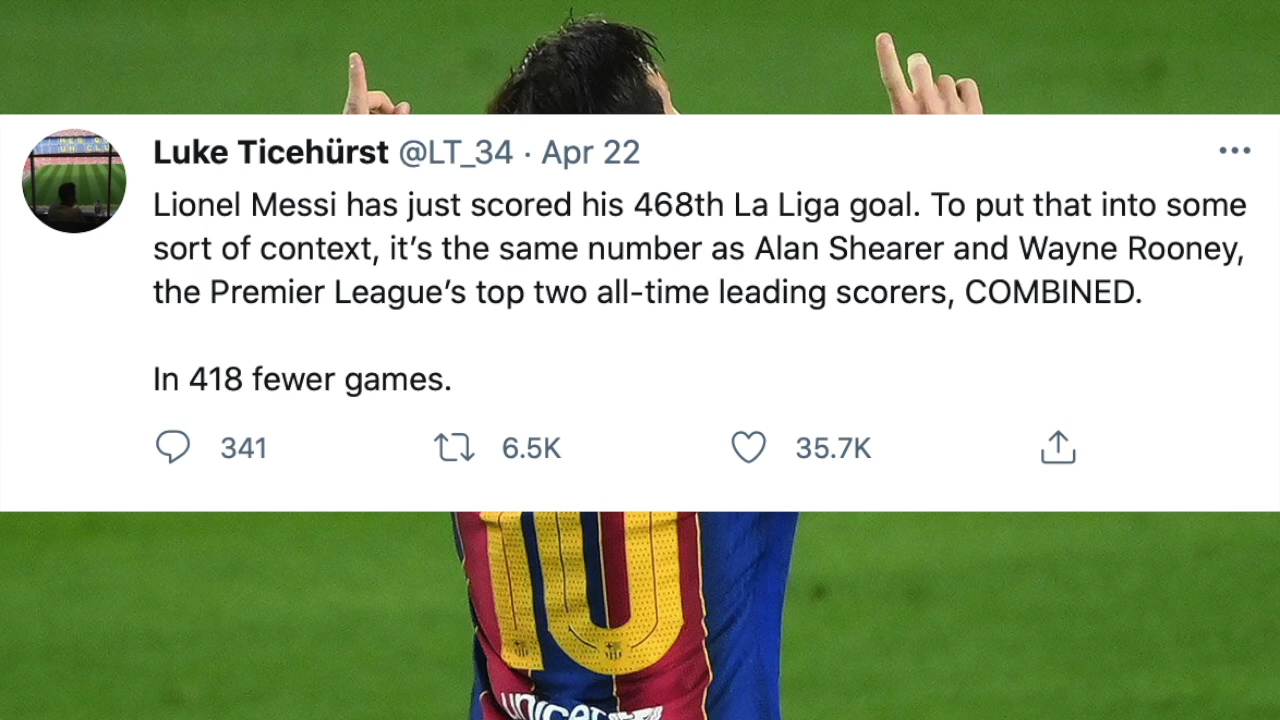 Luke Ticehürst @LT_34 · Apr 22
Lionel Messi has just scored his 468th La Liga goal. To put that into some
sort of context, it’s the same number as Alan Shearer and Wayne Rooney,
the Premier League’s top two all-time leading scorers, COMBINED.
In 418 fewer games.
341 6.5K 35.7K
10
unicef